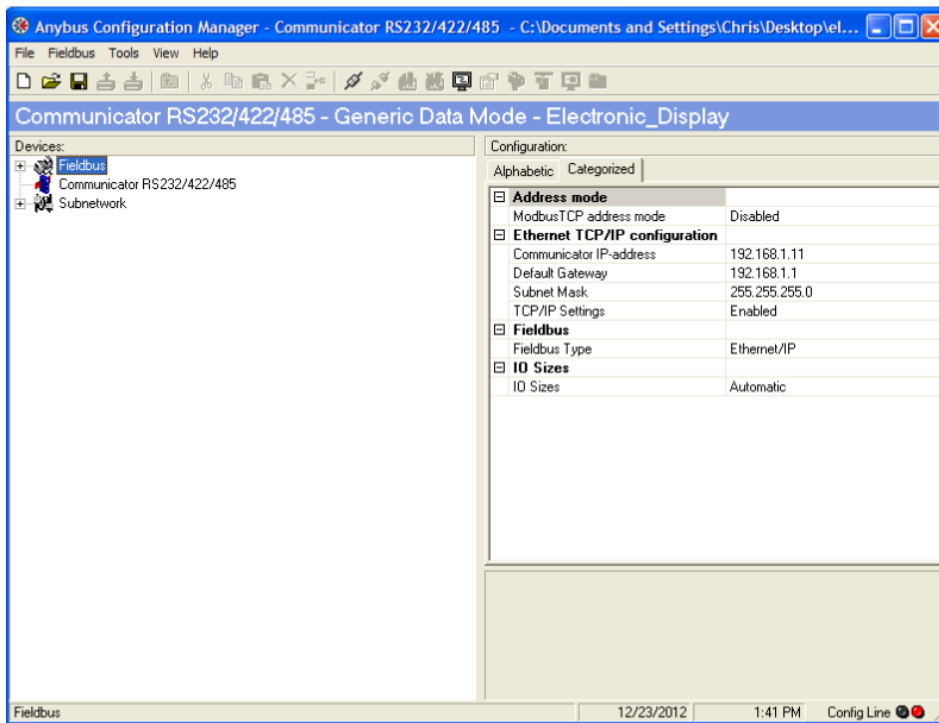 Anybus Configuration Manager - Communicator RS232/422/485 - C:\Documents and Settings\Chris\Desktop\el...
File Fieldbus Tools View Help
Communicator RS232/422/485 - Generic Data Mode - Electronic_Display
Devices:
Fieldbus
Communicator RS232/422/485
Subnetwork
Configuration:
Alphabetic Categorized
Address mode
ModbusTCP address mode Disabled
Ethernet TCP/IP configuration
Communicator IP-address 192.168.1.11
Default Gateway 192.168.1.1
Subnet Mask 255.255.255.0
TCP/IP Settings Enabled
Fieldbus
Fieldbus Type Ethernet/IP
IO Sizes
IO Sizes Automatic
Fieldbus 12/23/2012 1:41 PM Config Line